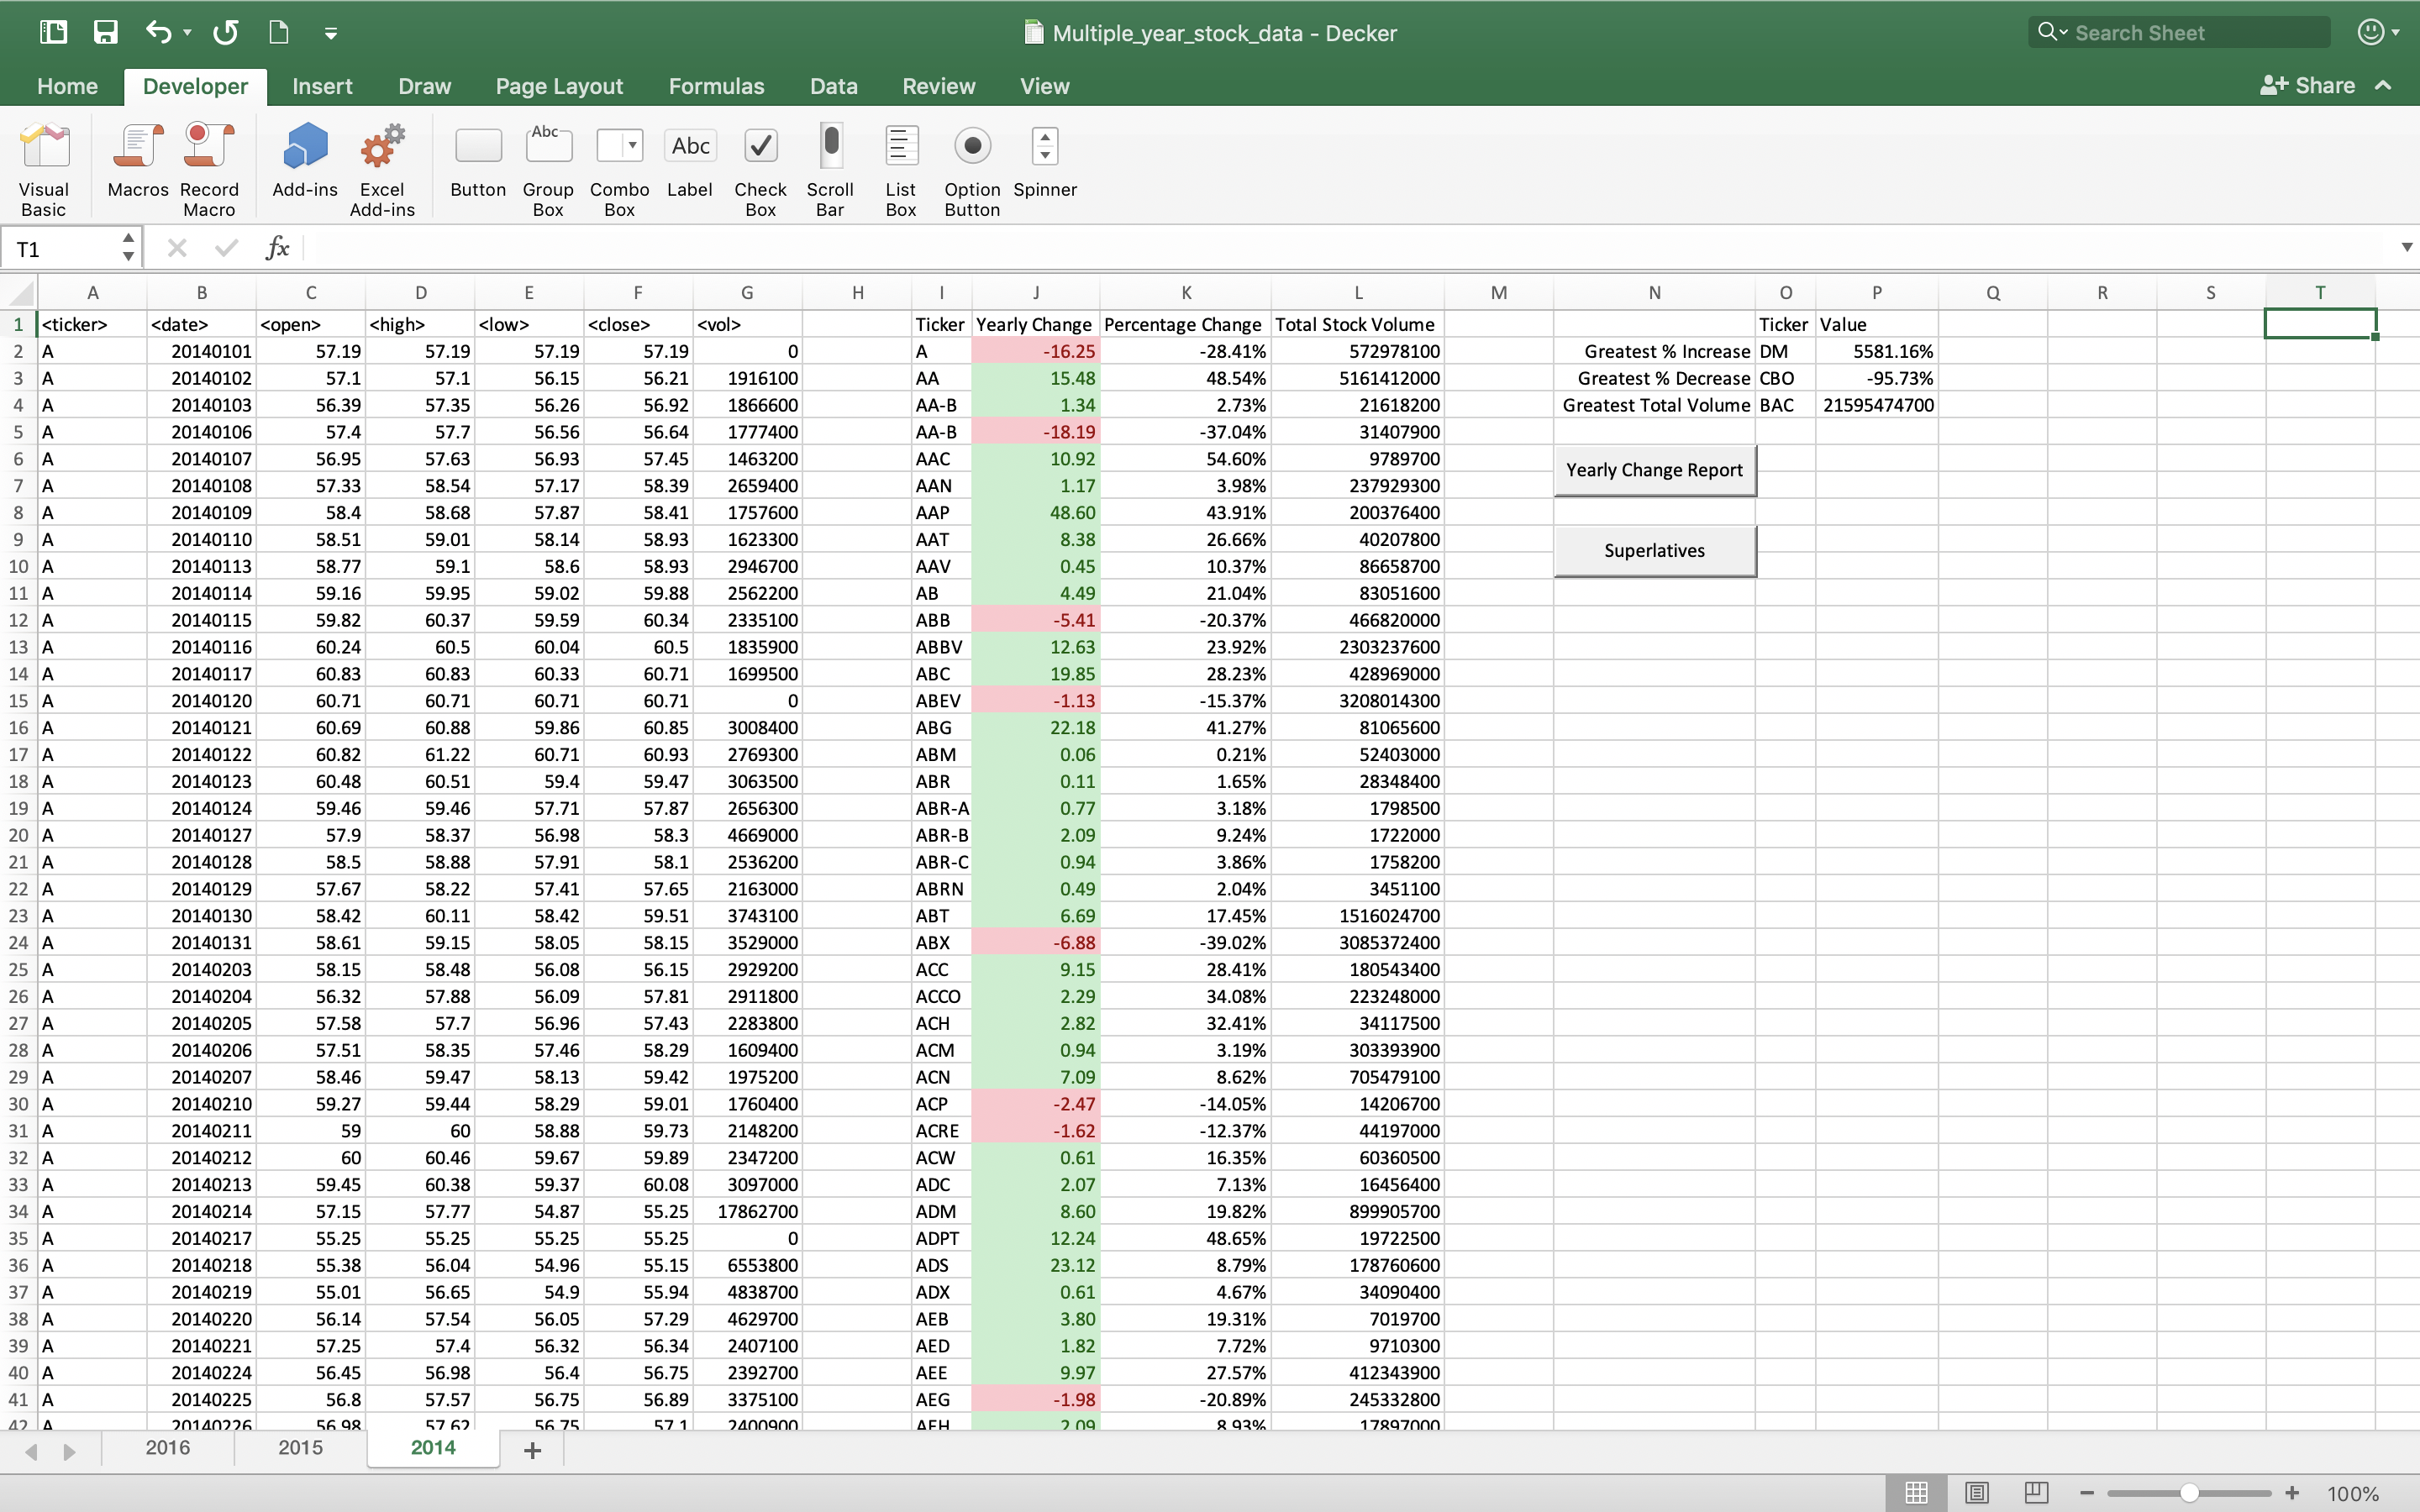 Multiple_year_stock_data - Decker
Search Sheet
Home Developer Insert Draw Page Layout Formulas Data Review View Share
Visual Basic Macros Record Macro Add-ins Excel Add-ins Button Group Box Combo Box Label Check Box Scroll Bar List Box Option Button Spinner
Abc Abc
T1 fx
A B C D E F G H I J K L M N O P Q R S T
1 <ticker> <date> <open> <high> <low> <close> <vol> Ticker Yearly Change Percentage Change Total Stock Volume Ticker Value
2 A 20140101 57.19 57.19 57.19 57.19 0 A -16.25 -28.41% 572978100 Greatest % Increase DM 5581.16%
3 A 20140102 57.1 57.1 56.15 56.21 1916100 AA 15.48 48.54% 5161412000 Greatest % Decrease CBO -95.73%
4 A 20140103 56.39 57.35 56.26 56.92 1866600 AA-B 1.34 2.73% 21618200 Greatest Total Volume BAC 21595474700
5 A 20140106 57.4 57.7 56.56 56.64 1777400 AA-B -18.19 -37.04% 31407900
6 A 20140107 56.95 57.63 56.93 57.45 1463200 AAC 10.92 54.60% 9789700 Yearly Change Report
7 A 20140108 57.33 58.54 57.17 58.39 2659400 AAN 1.17 3.98% 237929300
8 A 20140109 58.4 58.68 57.87 58.41 1757600 AAP 48.60 43.91% 200376400
9 A 20140110 58.51 59.01 58.14 58.93 1623300 AAT 8.38 26.66% 40207800 Superlatives
10 A 20140113 58.77 59.1 58.6 58.93 2946700 AAV 0.45 10.37% 86658700
11 A 20140114 59.16 59.95 59.02 59.88 2562200 AB 4.49 21.04% 83051600
12 A 20140115 59.82 60.37 59.59 60.34 2335100 ABB -5.41 -20.37% 466820000
13 A 20140116 60.24 60.5 60.04 60.5 1835900 ABBV 12.63 23.92% 2303237600
14 A 20140117 60.83 60.83 60.33 60.71 1699500 ABC 19.85 28.23% 428969000
15 A 20140120 60.71 60.71 60.71 60.71 0 ABEV -1.13 -15.37% 3208014300
16 A 20140121 60.69 60.88 59.86 60.85 3008400 ABG 22.18 41.27% 81065600
17 A 20140122 60.82 61.22 60.71 60.93 2769300 ABM 0.06 0.21% 52403000
18 A 20140123 60.48 60.51 59.4 59.47 3063500 ABR 0.11 1.65% 28348400
19 A 20140124 59.46 59.46 57.71 57.87 2656300 ABR-A 0.77 3.18% 1798500
20 A 20140127 57.9 58.37 56.98 58.3 4669000 ABR-B 2.09 9.24% 1722000
21 A 20140128 58.5 58.88 57.91 58.1 2536200 ABR-C 0.94 3.86% 1758200
22 A 20140129 57.67 58.22 57.41 57.65 2163000 ABRN 0.49 2.04% 3451100
23 A 20140130 58.42 60.11 58.42 59.51 3743100 ABT 6.69 17.45% 1516024700
24 A 20140131 58.61 59.15 58.05 58.15 3529000 ABX -6.88 -39.02% 3085372400
25 A 20140203 58.15 58.48 56.08 56.15 2929200 ACC 9.15 28.41% 180543400
26 A 20140204 56.32 57.88 56.09 57.81 2911800 ACCO 2.29 34.08% 223248000
27 A 20140205 57.58 57.7 56.96 57.43 2283800 ACH 2.82 32.41% 34117500
28 A 20140206 57.51 58.35 57.46 58.29 1609400 ACM 0.94 3.19% 303393900
29 A 20140207 58.46 59.47 58.13 59.42 1975200 ACN 7.09 8.62% 705479100
30 A 20140210 59.27 59.44 58.29 59.01 1760400 ACP -2.47 -14.05% 14206700
31 A 20140211 59 60 58.88 59.73 2148200 ACRE -1.62 -12.37% 44197000
32 A 20140212 60 60.46 59.67 59.89 2347200 ACW 0.61 16.35% 60360500
33 A 20140213 59.45 60.38 59.37 60.08 3097000 ADC 2.07 7.13% 16456400
34 A 20140214 57.15 57.77 54.87 55.25 17862700 ADM 8.60 19.82% 899905700
35 A 20140217 55.25 55.25 55.25 55.25 0 ADPT 12.24 48.65% 19722500
36 A 20140218 55.38 56.04 54.96 55.15 6553800 ADS 23.12 8.79% 178760600
37 A 20140219 55.01 56.65 54.9 55.94 4838700 ADX 0.61 4.67% 34090400
38 A 20140220 56.14 57.54 56.05 57.29 4629700 AEB 3.80 19.31% 7019700
39 A 20140221 57.25 57.4 56.32 56.34 2407100 AED 1.82 7.72% 9710300
40 A 20140224 56.45 56.98 56.4 56.75 2392700 AEE 9.97 27.57% 412343900
41 A 20140225 56.8 57.57 56.75 56.89 3375100 AEG -1.98 -20.89% 245332800
42 A 20140226 56.98 57.62 56.75 57.1 2400900 AEH 2.09 8.93% 17897000
2016 2015 2014
100%